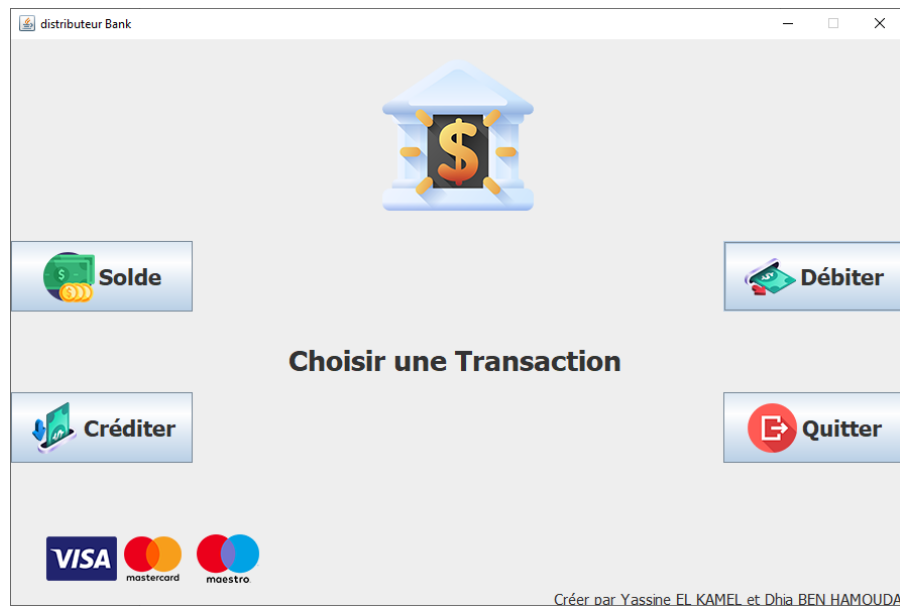 distributeur Bank
Solde
Débiter
Choisir une Transaction
Créditer
Quitter
VISA
mastercard
maestro
Créer par Yassine EL KAMEL et Dhia BEN HAMOUDA